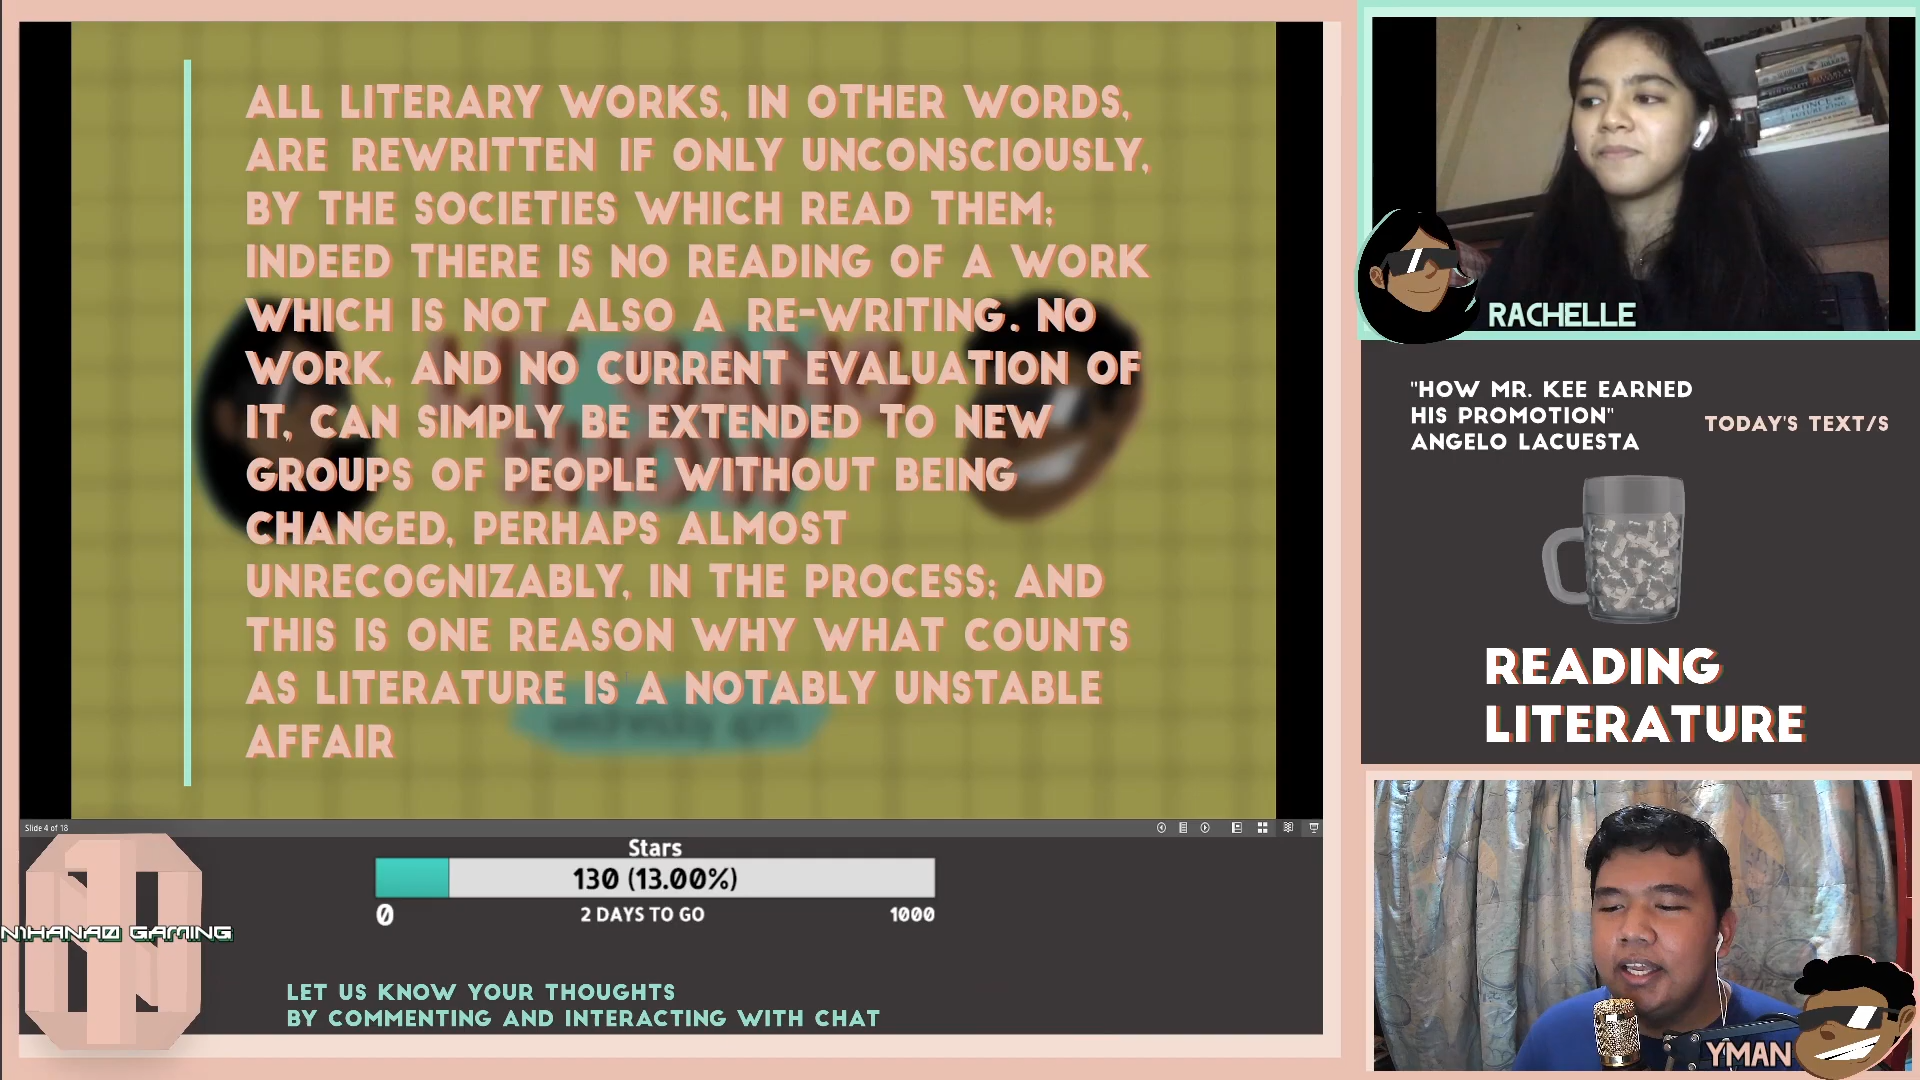 ALL LITERARY WORKS, IN OTHER WORDS,
ARE REWRITTEN IF ONLY UNCONSCIOUSLY,
BY THE SOCIETIES WHICH READ THEM;
INDEED THERE IS NO READING OF A WORK
WHICH IS NOT ALSO A RE-WRITING. NO
WORK, AND NO CURRENT EVALUATION OF
IT, CAN SIMPLY BE EXTENDED TO NEW
GROUPS OF PEOPLE WITHOUT BEING
CHANGED, PERHAPS ALMOST
UNRECOGNIZABLY, IN THE PROCESS; AND
THIS IS ONE REASON WHY WHAT COUNTS
AS LITERATURE IS A NOTABLY UNSTABLE
AFFAIR
wednesday 4pm
Slide 4 of 18
Stars
130 (13.00%)
0
2 DAYS TO GO
1000
N1HANA0 GAMING
LET US KNOW YOUR THOUGHTS
BY COMMENTING AND INTERACTING WITH CHAT
RACHELLE
"HOW MR. KEE EARNED
HIS PROMOTION"
ANGELO LACUESTA
TODAY'S TEXT/S
READING
LITERATURE
YMAN